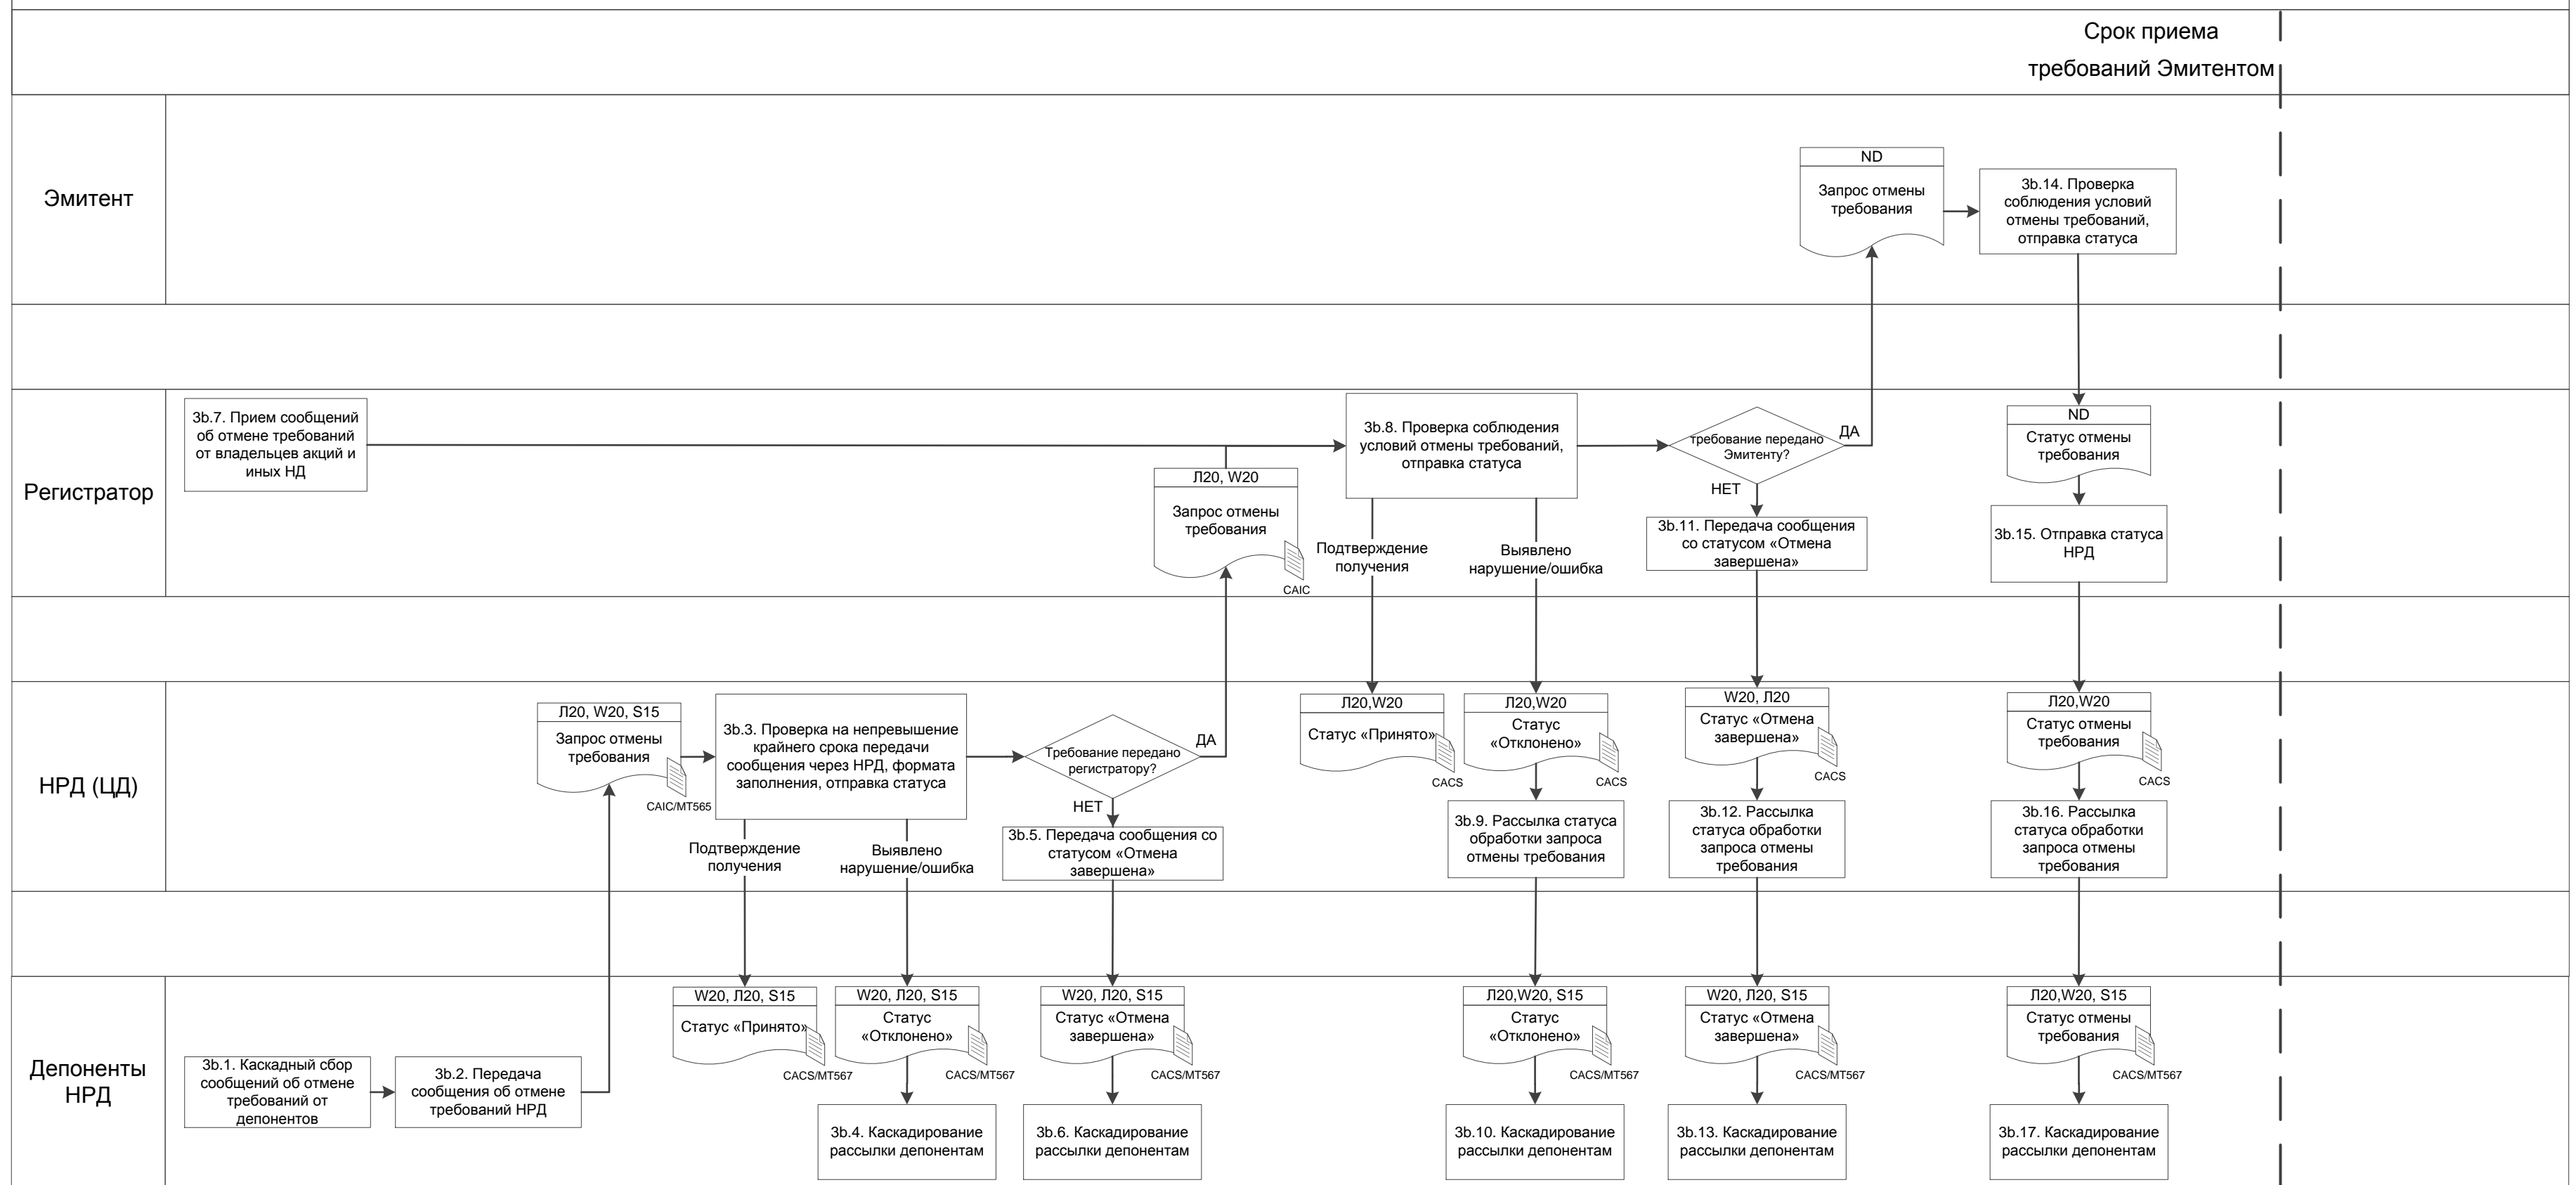 Срок приема
требований Эмитентом
Эмитент
ND
Запрос отмены
требования
3b.14. Проверка
соблюдения условий
отмены требований,
отправка статуса
Регистратор
3b.7. Прием сообщений
об отмене требований
от владельцев акций и
иных НД
Л20, W20
Запрос отмены
требования
CAIC
3b.8. Проверка соблюдения
условий отмены требований,
отправка статуса
Подтверждение
получения
Выявлено
нарушение/ошибка
требование передано
Эмитенту?
ДА
НЕТ
3b.11. Передача сообщения
со статусом «Отмена
завершена»
ND
Статус отмены
требования
3b.15. Отправка статуса
НРД
НРД (ЦД)
Л20, W20, S15
Запрос отмены
требования
CAIC/MT565
3b.3. Проверка на непревышение
крайнего срока передачи
сообщения через НРД, формата
заполнения, отправка статуса
Подтверждение
получения
Выявлено
нарушение/ошибка
Требование передано
регистратору?
ДА
НЕТ
3b.5. Передача сообщения со
статусом «Отмена
завершена»
Л20,W20
Статус «Принято»
CACS
Л20,W20
Статус
«Отклонено»
CACS
3b.9. Рассылка статуса
обработки запроса
отмены требования
W20, Л20
Статус «Отмена
завершена»
CACS
3b.12. Рассылка
статуса обработки
запроса отмены
требования
Л20,W20
Статус отмены
требования
CACS
3b.16. Рассылка
статуса обработки
запроса отмены
требования
Депоненты
НРД
3b.1. Каскадный сбор
сообщений об отмене
требований от
депонентов
3b.2. Передача
сообщения об отмене
требований НРД
W20, Л20, S15
Статус «Принято»
CACS/MT567
W20, Л20, S15
Статус
«Отклонено»
CACS/MT567
3b.4. Каскадирование
рассылки депонентам
W20, Л20, S15
Статус «Отмена
завершена»
CACS/MT567
3b.6. Каскадирование
рассылки депонентам
Л20,W20, S15
Статус
«Отклонено»
CACS/MT567
3b.10. Каскадирование
рассылки депонентам
W20, Л20, S15
Статус «Отмена
завершена»
CACS/MT567
3b.13. Каскадирование
рассылки депонентам
Л20,W20, S15
Статус отмены
требования
CACS/MT567
3b.17. Каскадирование
рассылки депонентам